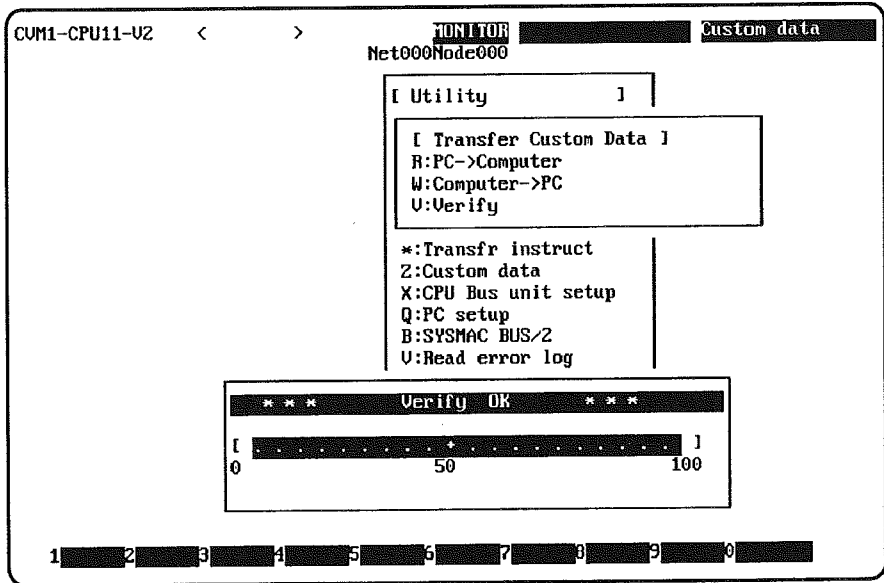 CVM1-CPU11-V2 < > MONITOR Custom data
Net000Node000
[ Utility ]
[ Transfer Custom Data ]
R:PC->Computer
W:Computer->PC
V:Verify
*:Transfr instruct
Z:Custom data
X:CPU Bus unit setup
Q:PC setup
B:SYSMAC BUS/2
V:Read error log
* * * Verify OK * * *
[ . . . . . . . . . + . . . . . . . . . . ]
0 50 100
1 2 3 4 5 6 7 8 9 0